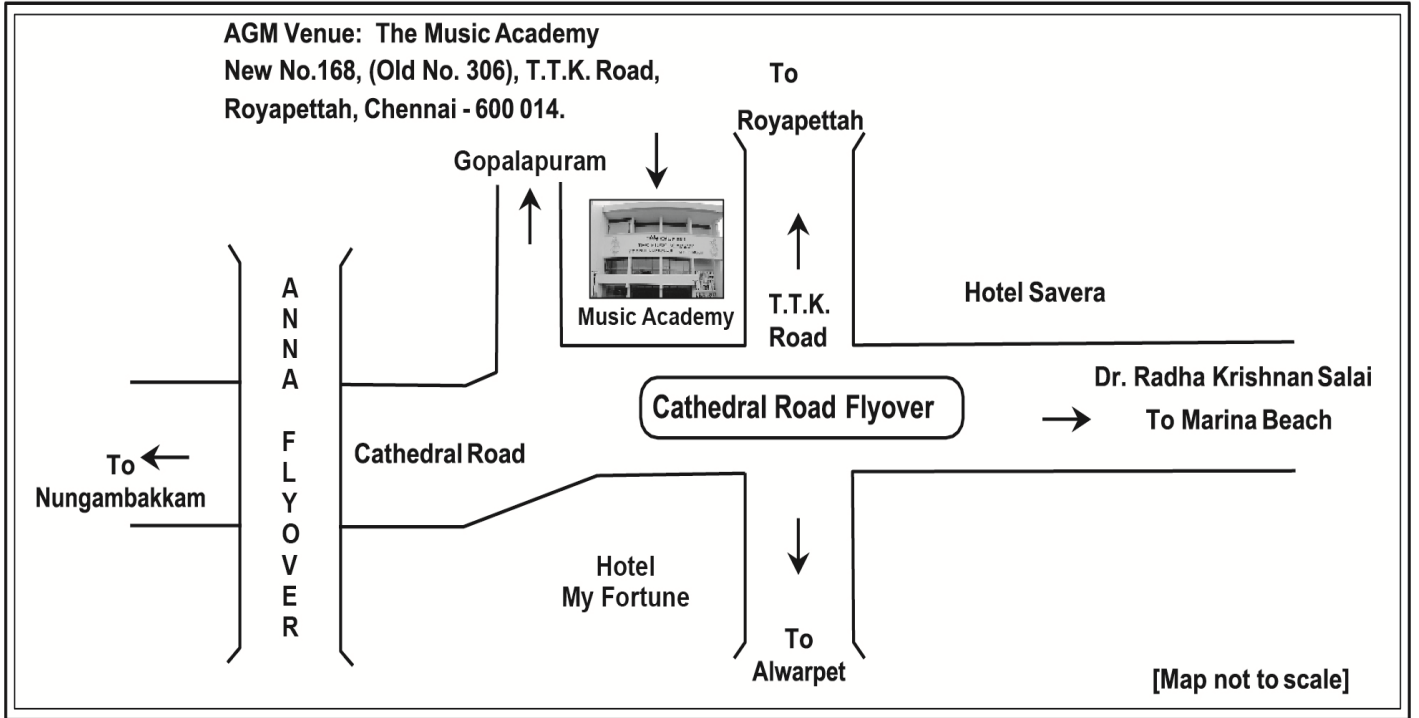 AGM Venue: The Music Academy
New No.168, (Old No. 306), T.T.K. Road,
Royapettah, Chennai - 600 014.
To
Royapettah
Gopalapuram
Music Academy
T.T.K.
Road
Hotel Savera
ANNA FLYOVER
Cathedral Road Flyover
Dr. Radha Krishnan Salai
To Marina Beach
Cathedral Road
To
Nungambakkam
Hotel
My Fortune
To
Alwarpet
[Map not to scale]